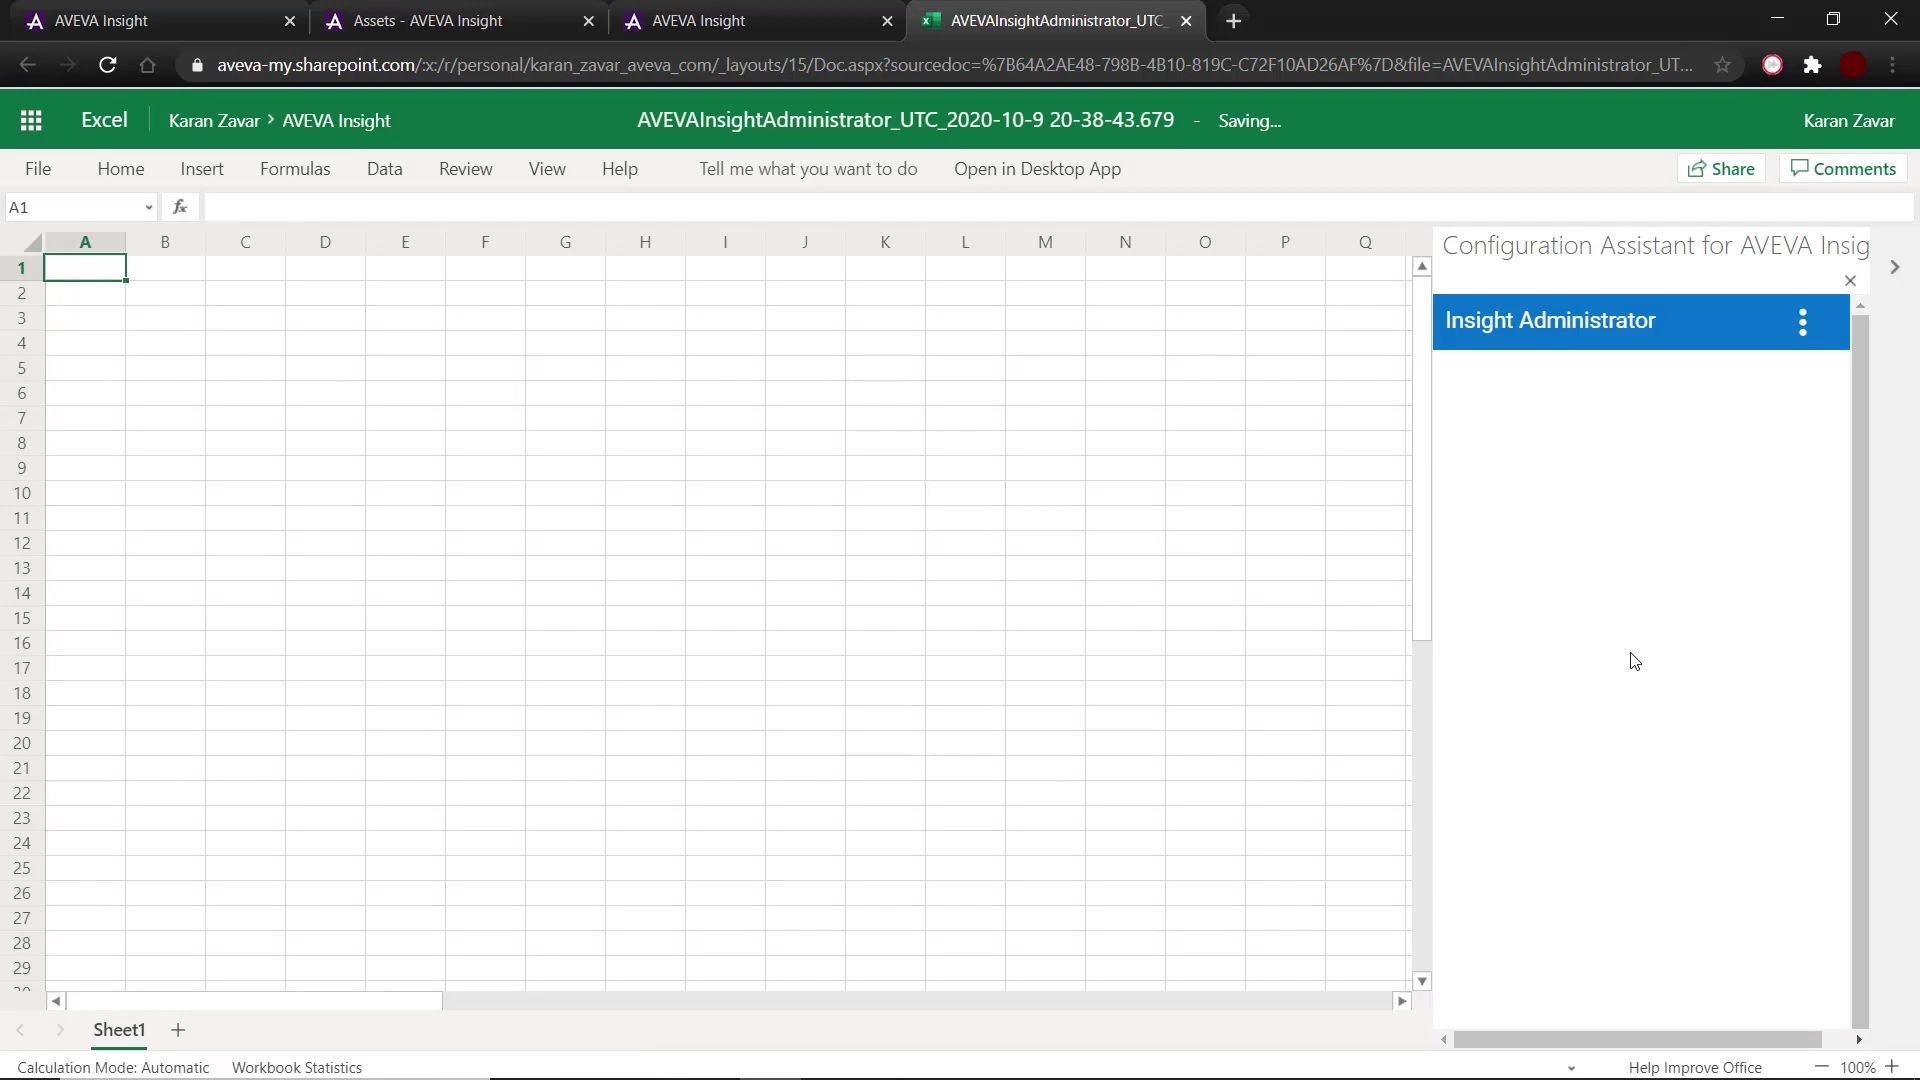 AVEVA Insight
Assets - AVEVA Insight
AVEVA Insight
AVEVAInsightAdministrator_UTC_
aveva-my.sharepoint.com/:x:/r/personal/karan_zavar_aveva_com/_layouts/15/Doc.aspx?sourcedoc=%7B64A2AE48-798B-4B10-819C-C72F10AD26AF%7D&file=AVEVAInsightAdministrator_UT...
Excel
Karan Zavar > AVEVA Insight
AVEVAInsightAdministrator_UTC_2020-10-9 20-38-43.679 - Saving...
Karan Zavar
File Home Insert Formulas Data Review View Help Tell me what you want to do Open in Desktop App Share Comments
A1 fx
A B C D E F G H I J K L M N O P Q
Configuration Assistant for AVEVA Insig
Insight Administrator
1
2
3
4
5
6
7
8
9
10
11
12
13
14
15
16
17
18
19
20
21
22
23
24
25
26
27
28
29
Sheet1
Calculation Mode: Automatic Workbook Statistics Help Improve Office 100%